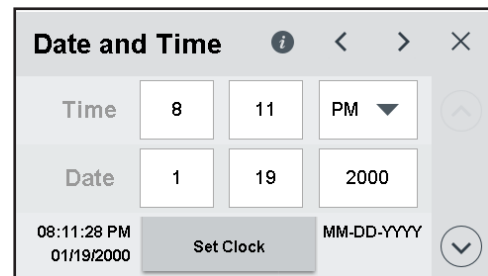 Date and Time i
Time 8 11 PM
Date 1 19 2000
08:11:28 PM Set Clock MM-DD-YYYY
01/19/2000